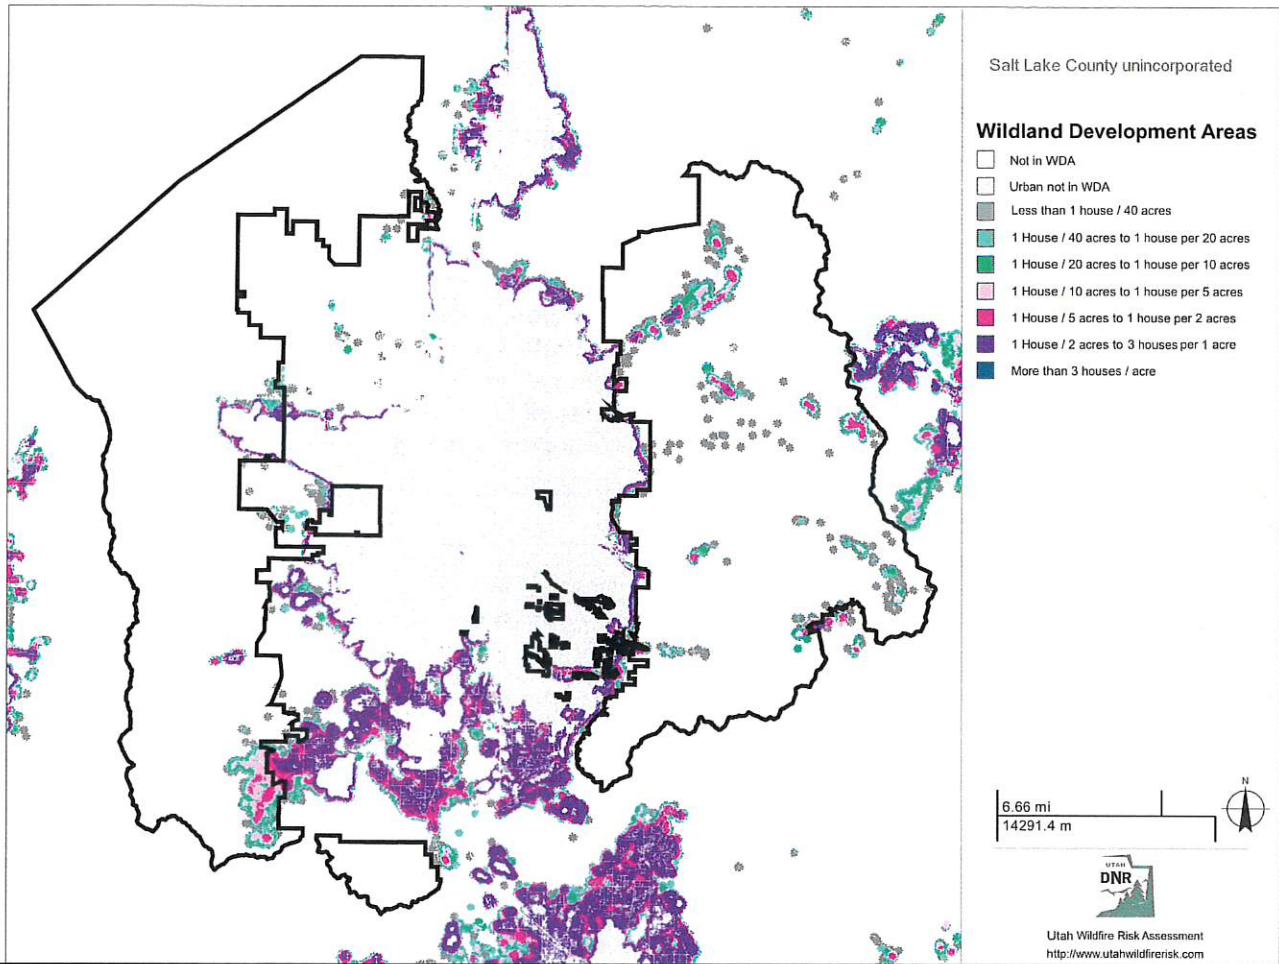 Salt Lake County unincorporated
Wildland Development Areas
Not in WDA
Urban not in WDA
Less than 1 house / 40 acres
1 House / 40 acres to 1 house per 20 acres
1 House / 20 acres to 1 house per 10 acres
1 House / 10 acres to 1 house per 5 acres
1 House / 5 acres to 1 house per 2 acres
1 House / 2 acres to 3 houses per 1 acre
More than 3 houses / acre
N
6.66 mi
14291.4 m
UTAH
DNR
Utah Wildfire Risk Assessment
http://www.utahwildfirerisk.com